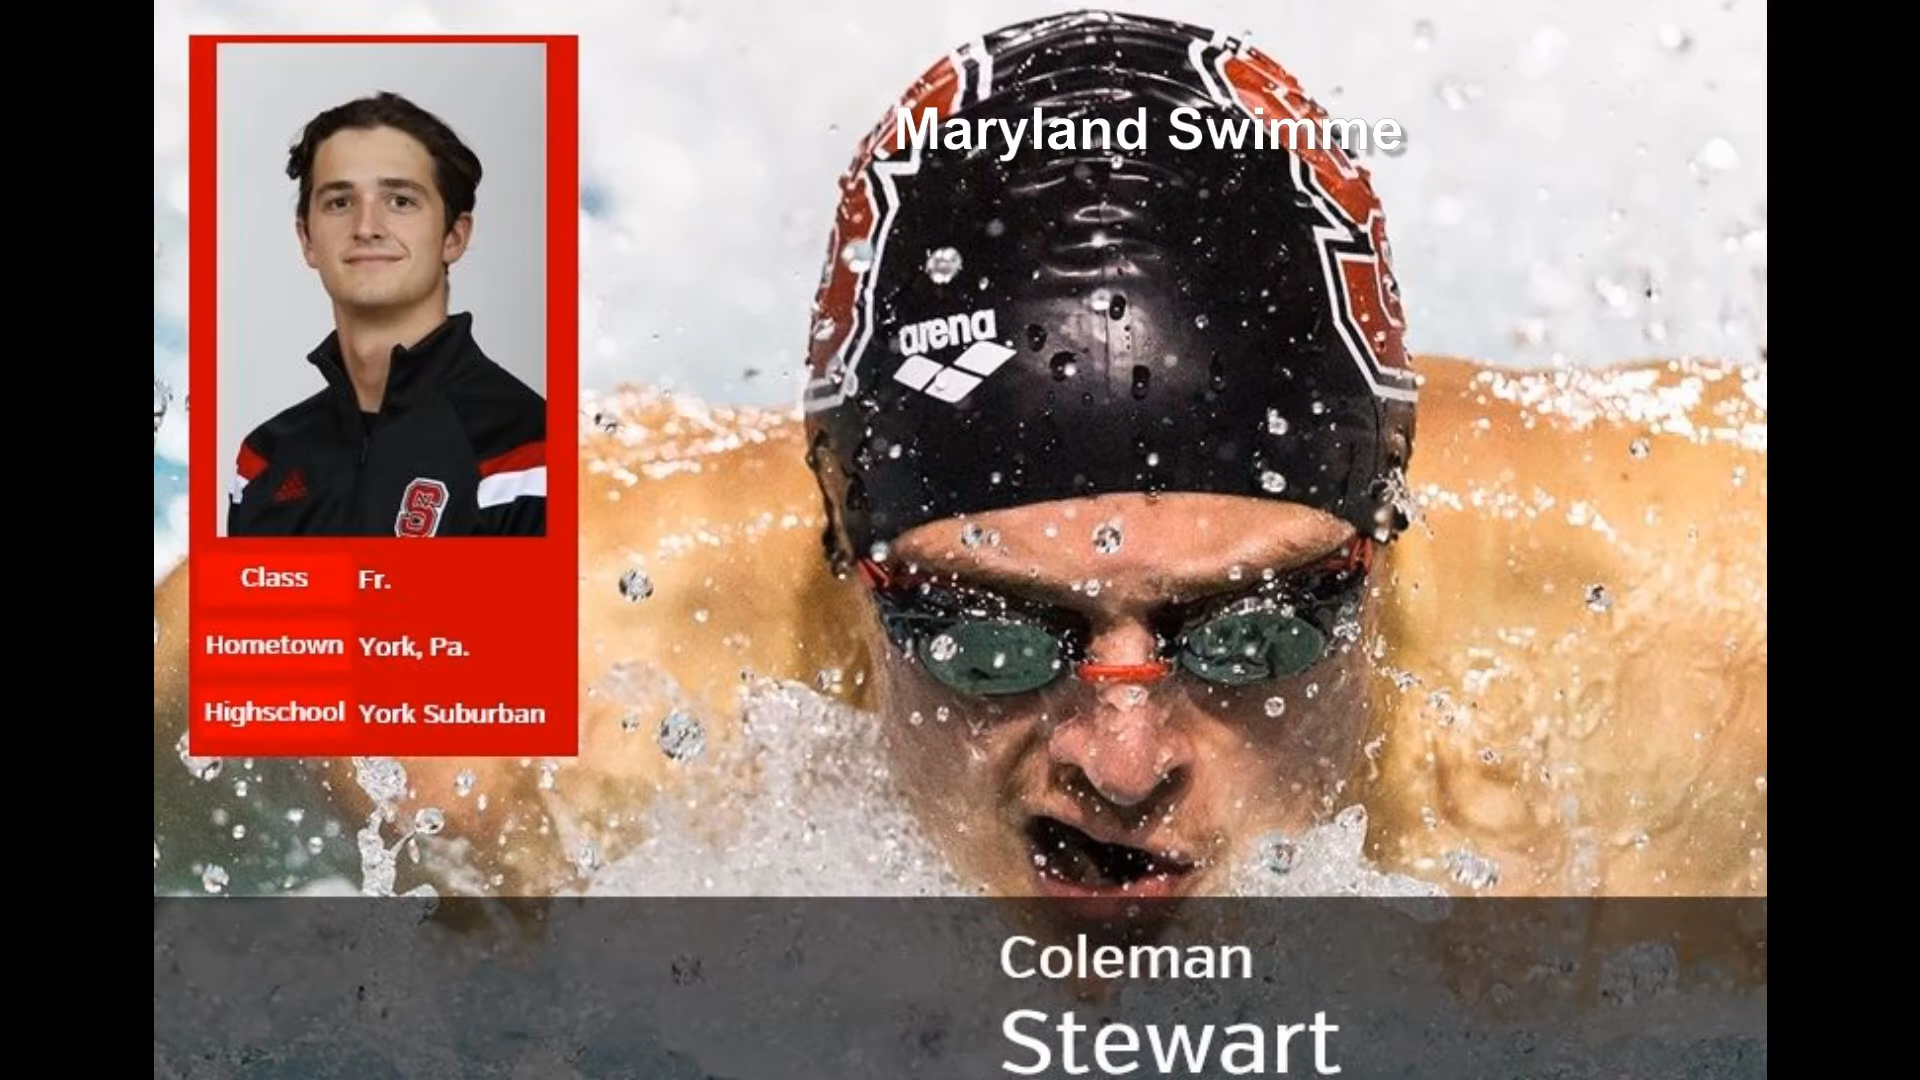 Maryland Swimme
arena
S
Class Fr.
Hometown York, Pa.
Highschool York Suburban
Coleman
Stewart